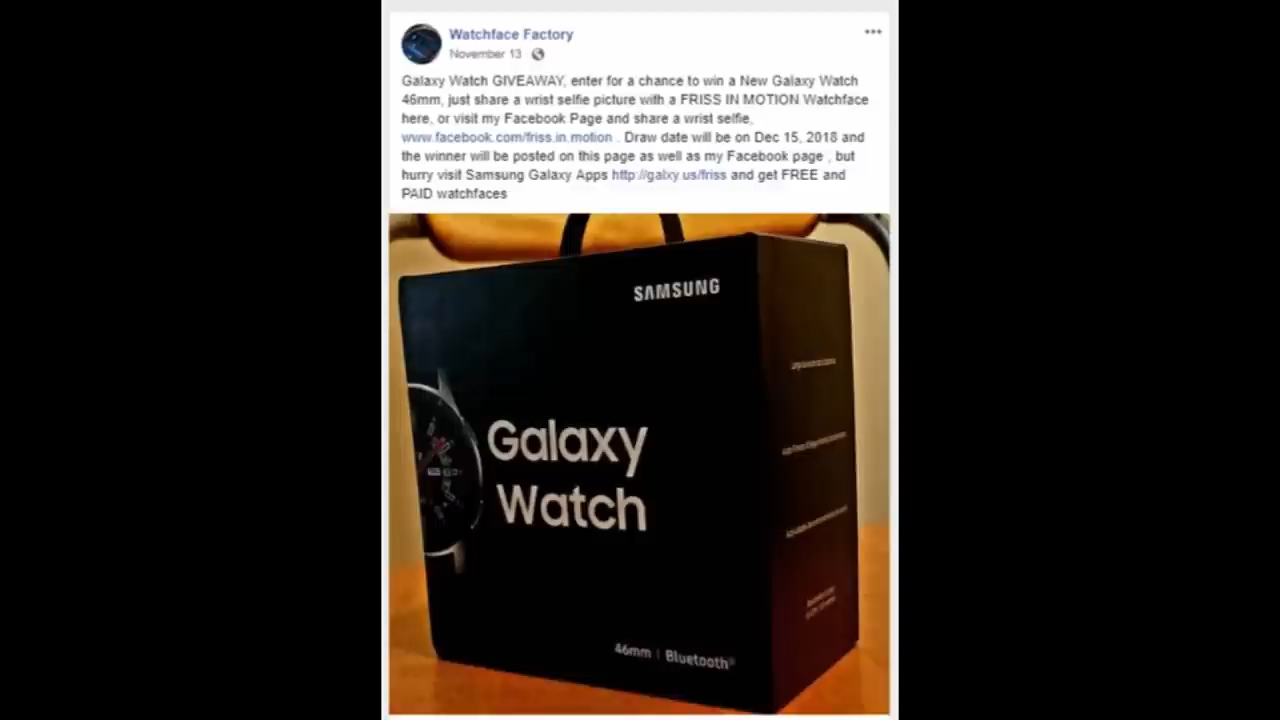 Watchface Factory
November 13
Galaxy Watch GIVEAWAY, enter for a chance to win a New Galaxy Watch
46mm, just share a wrist selfie picture with a FRISS IN MOTION Watchface
here, or visit my Facebook Page and share a wrist selfie,
www.facebook.com/friss.in.motion . Draw date will be on Dec 15, 2018 and
the winner will be posted on this page as well as my Facebook page , but
hurry visit Samsung Galaxy Apps http://galxy.us/friss and get FREE and
PAID watchfaces
SAMSUNG
Galaxy
Watch
46mm | Bluetooth®